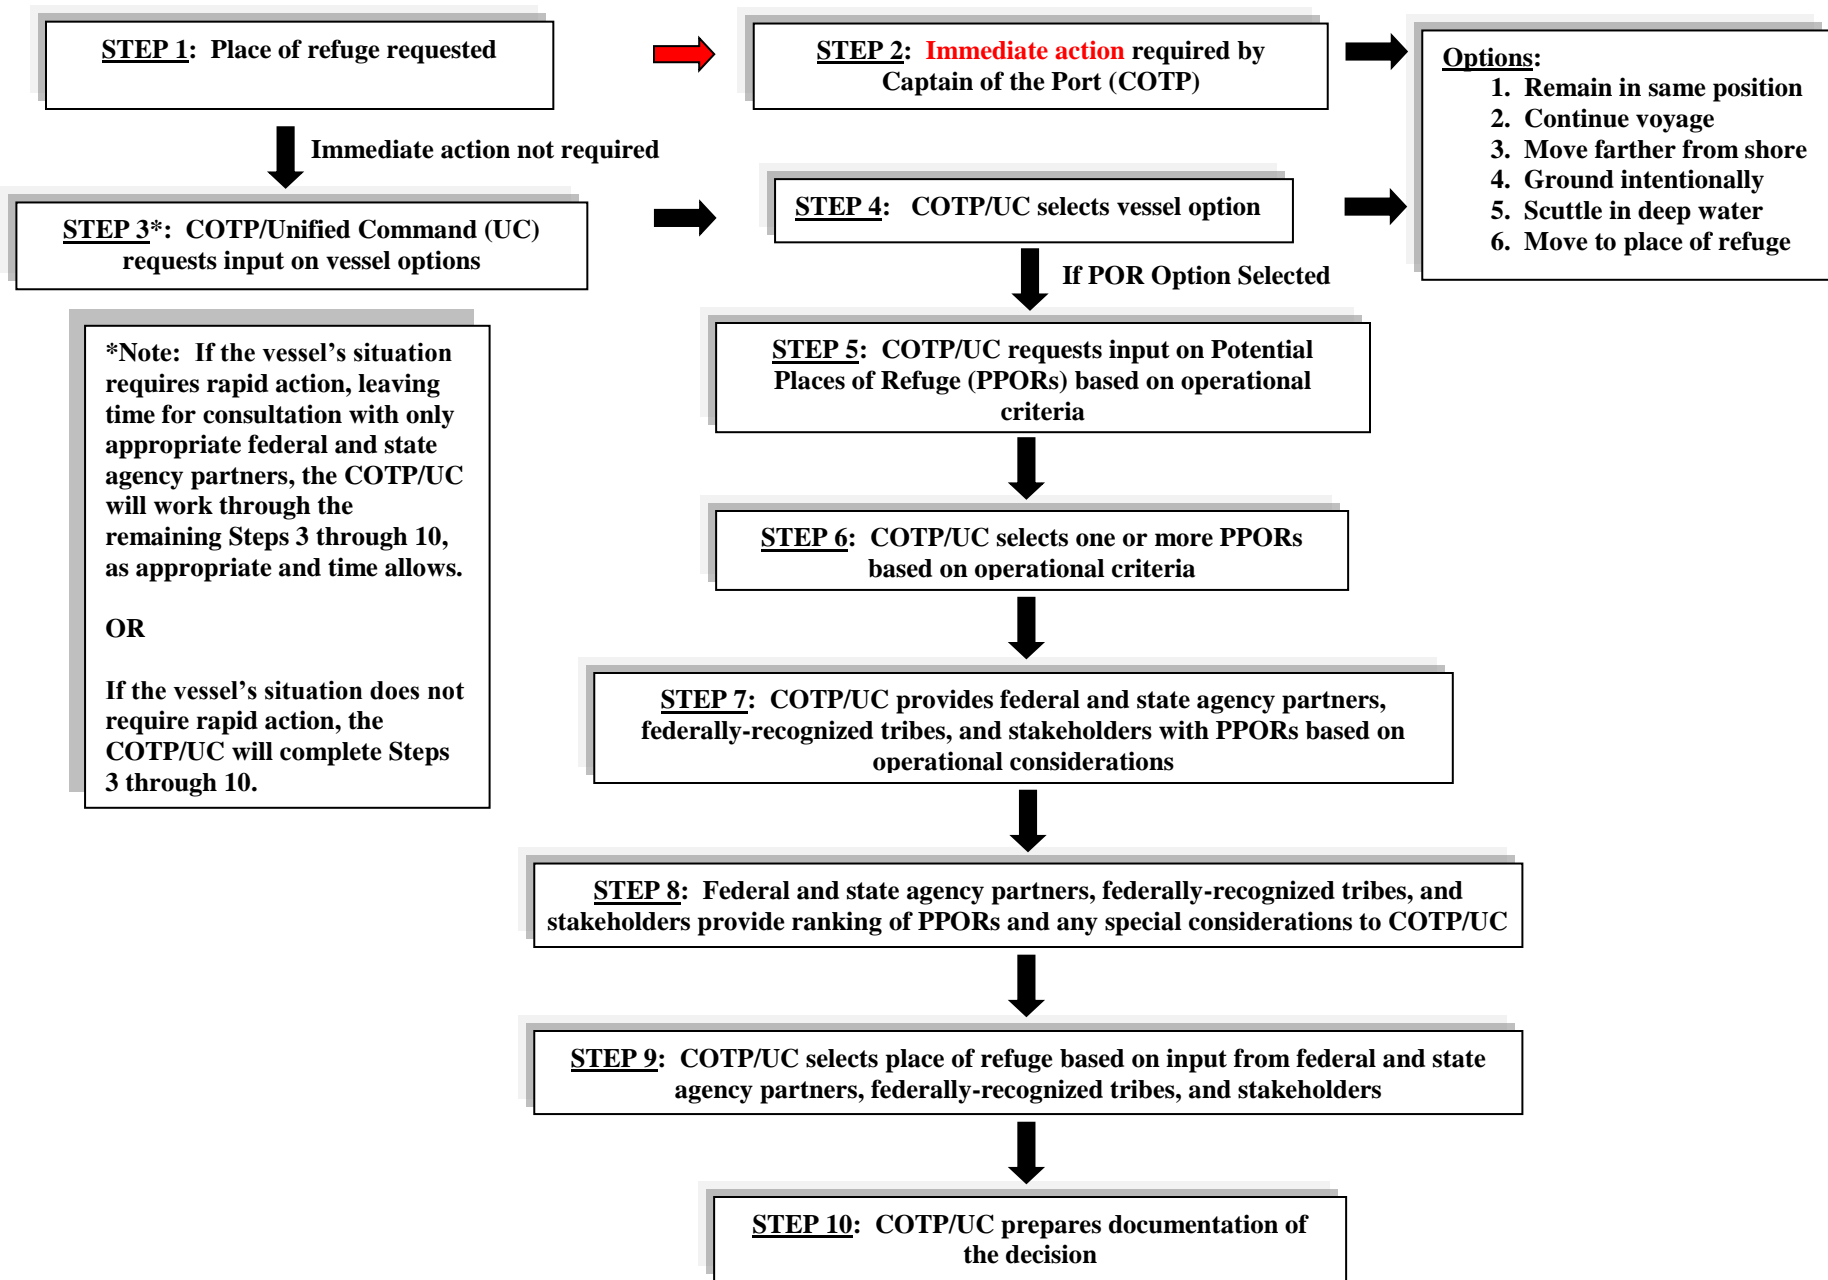 STEP 1: Place of refuge requested
STEP 2: Immediate action required by
Captain of the Port (COTP)
Options:
1. Remain in same position
2. Continue voyage
3. Move farther from shore
4. Ground intentionally
5. Scuttle in deep water
6. Move to place of refuge
Immediate action not required
STEP 3*: COTP/Unified Command (UC)
requests input on vessel options
STEP 4: COTP/UC selects vessel option
If POR Option Selected
*Note: If the vessel’s situation
requires rapid action, leaving
time for consultation with only
appropriate federal and state
agency partners, the COTP/UC
will work through the
remaining Steps 3 through 10,
as appropriate and time allows.
OR
If the vessel’s situation does not
require rapid action, the
COTP/UC will complete Steps
3 through 10.
STEP 5: COTP/UC requests input on Potential
Places of Refuge (PPORs) based on operational
criteria
STEP 6: COTP/UC selects one or more PPORs
based on operational criteria
STEP 7: COTP/UC provides federal and state agency partners,
federally-recognized tribes, and stakeholders with PPORs based on
operational considerations
STEP 8: Federal and state agency partners, federally-recognized tribes, and
stakeholders provide ranking of PPORs and any special considerations to COTP/UC
STEP 9: COTP/UC selects place of refuge based on input from federal and state
agency partners, federally-recognized tribes, and stakeholders
STEP 10: COTP/UC prepares documentation of
the decision